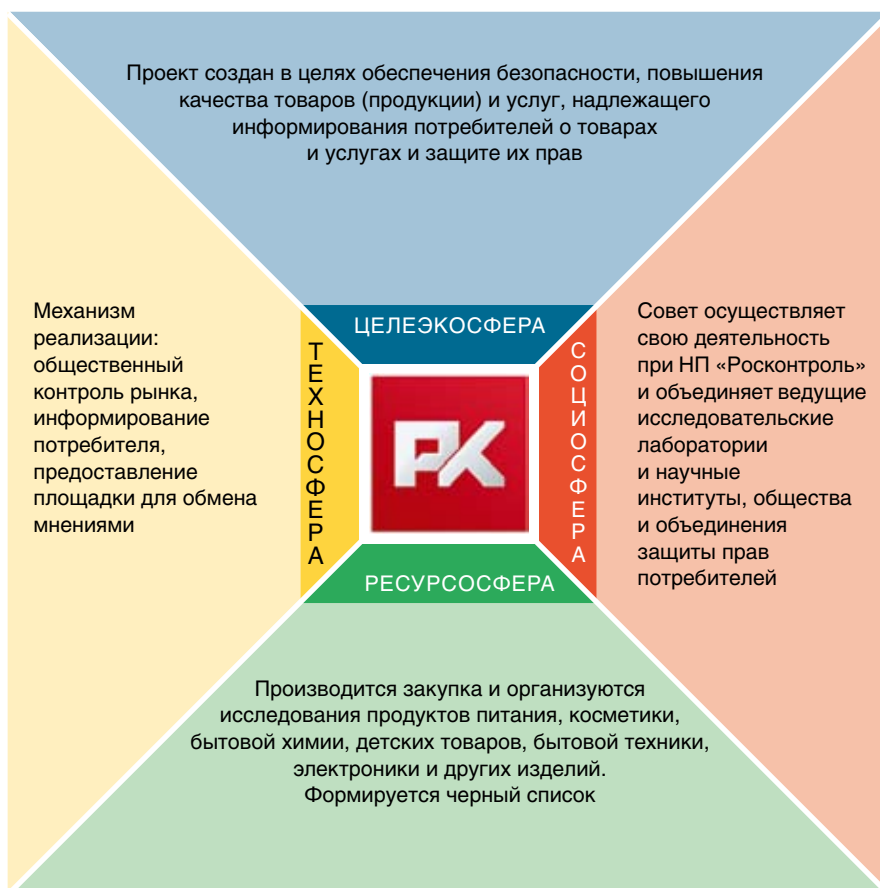 Проект создан в целях обеспечения безопасности, повышения
качества товаров (продукции) и услуг, надлежащего
информирования потребителей о товарах
и услугах и защите их прав
ЦЕЛЕЭКОСФЕРА
Механизм
реализации:
общественный
контроль рынка,
информирование
потребителя,
предоставление
площадки для обмена
мнениями
ТЕХНОСФЕРА
РК
СОЦИОСФЕРА
Совет осуществляет
свою деятельность
при НП «Росконтроль»
и объединяет ведущие
исследовательские
лаборатории
и научные
институты, общества
и объединения
защиты прав
потребителей
РЕСУРСОСФЕРА
Производится закупка и организуются
исследования продуктов питания, косметики,
бытовой химии, детских товаров, бытовой техники,
электроники и других изделий.
Формируется черный список